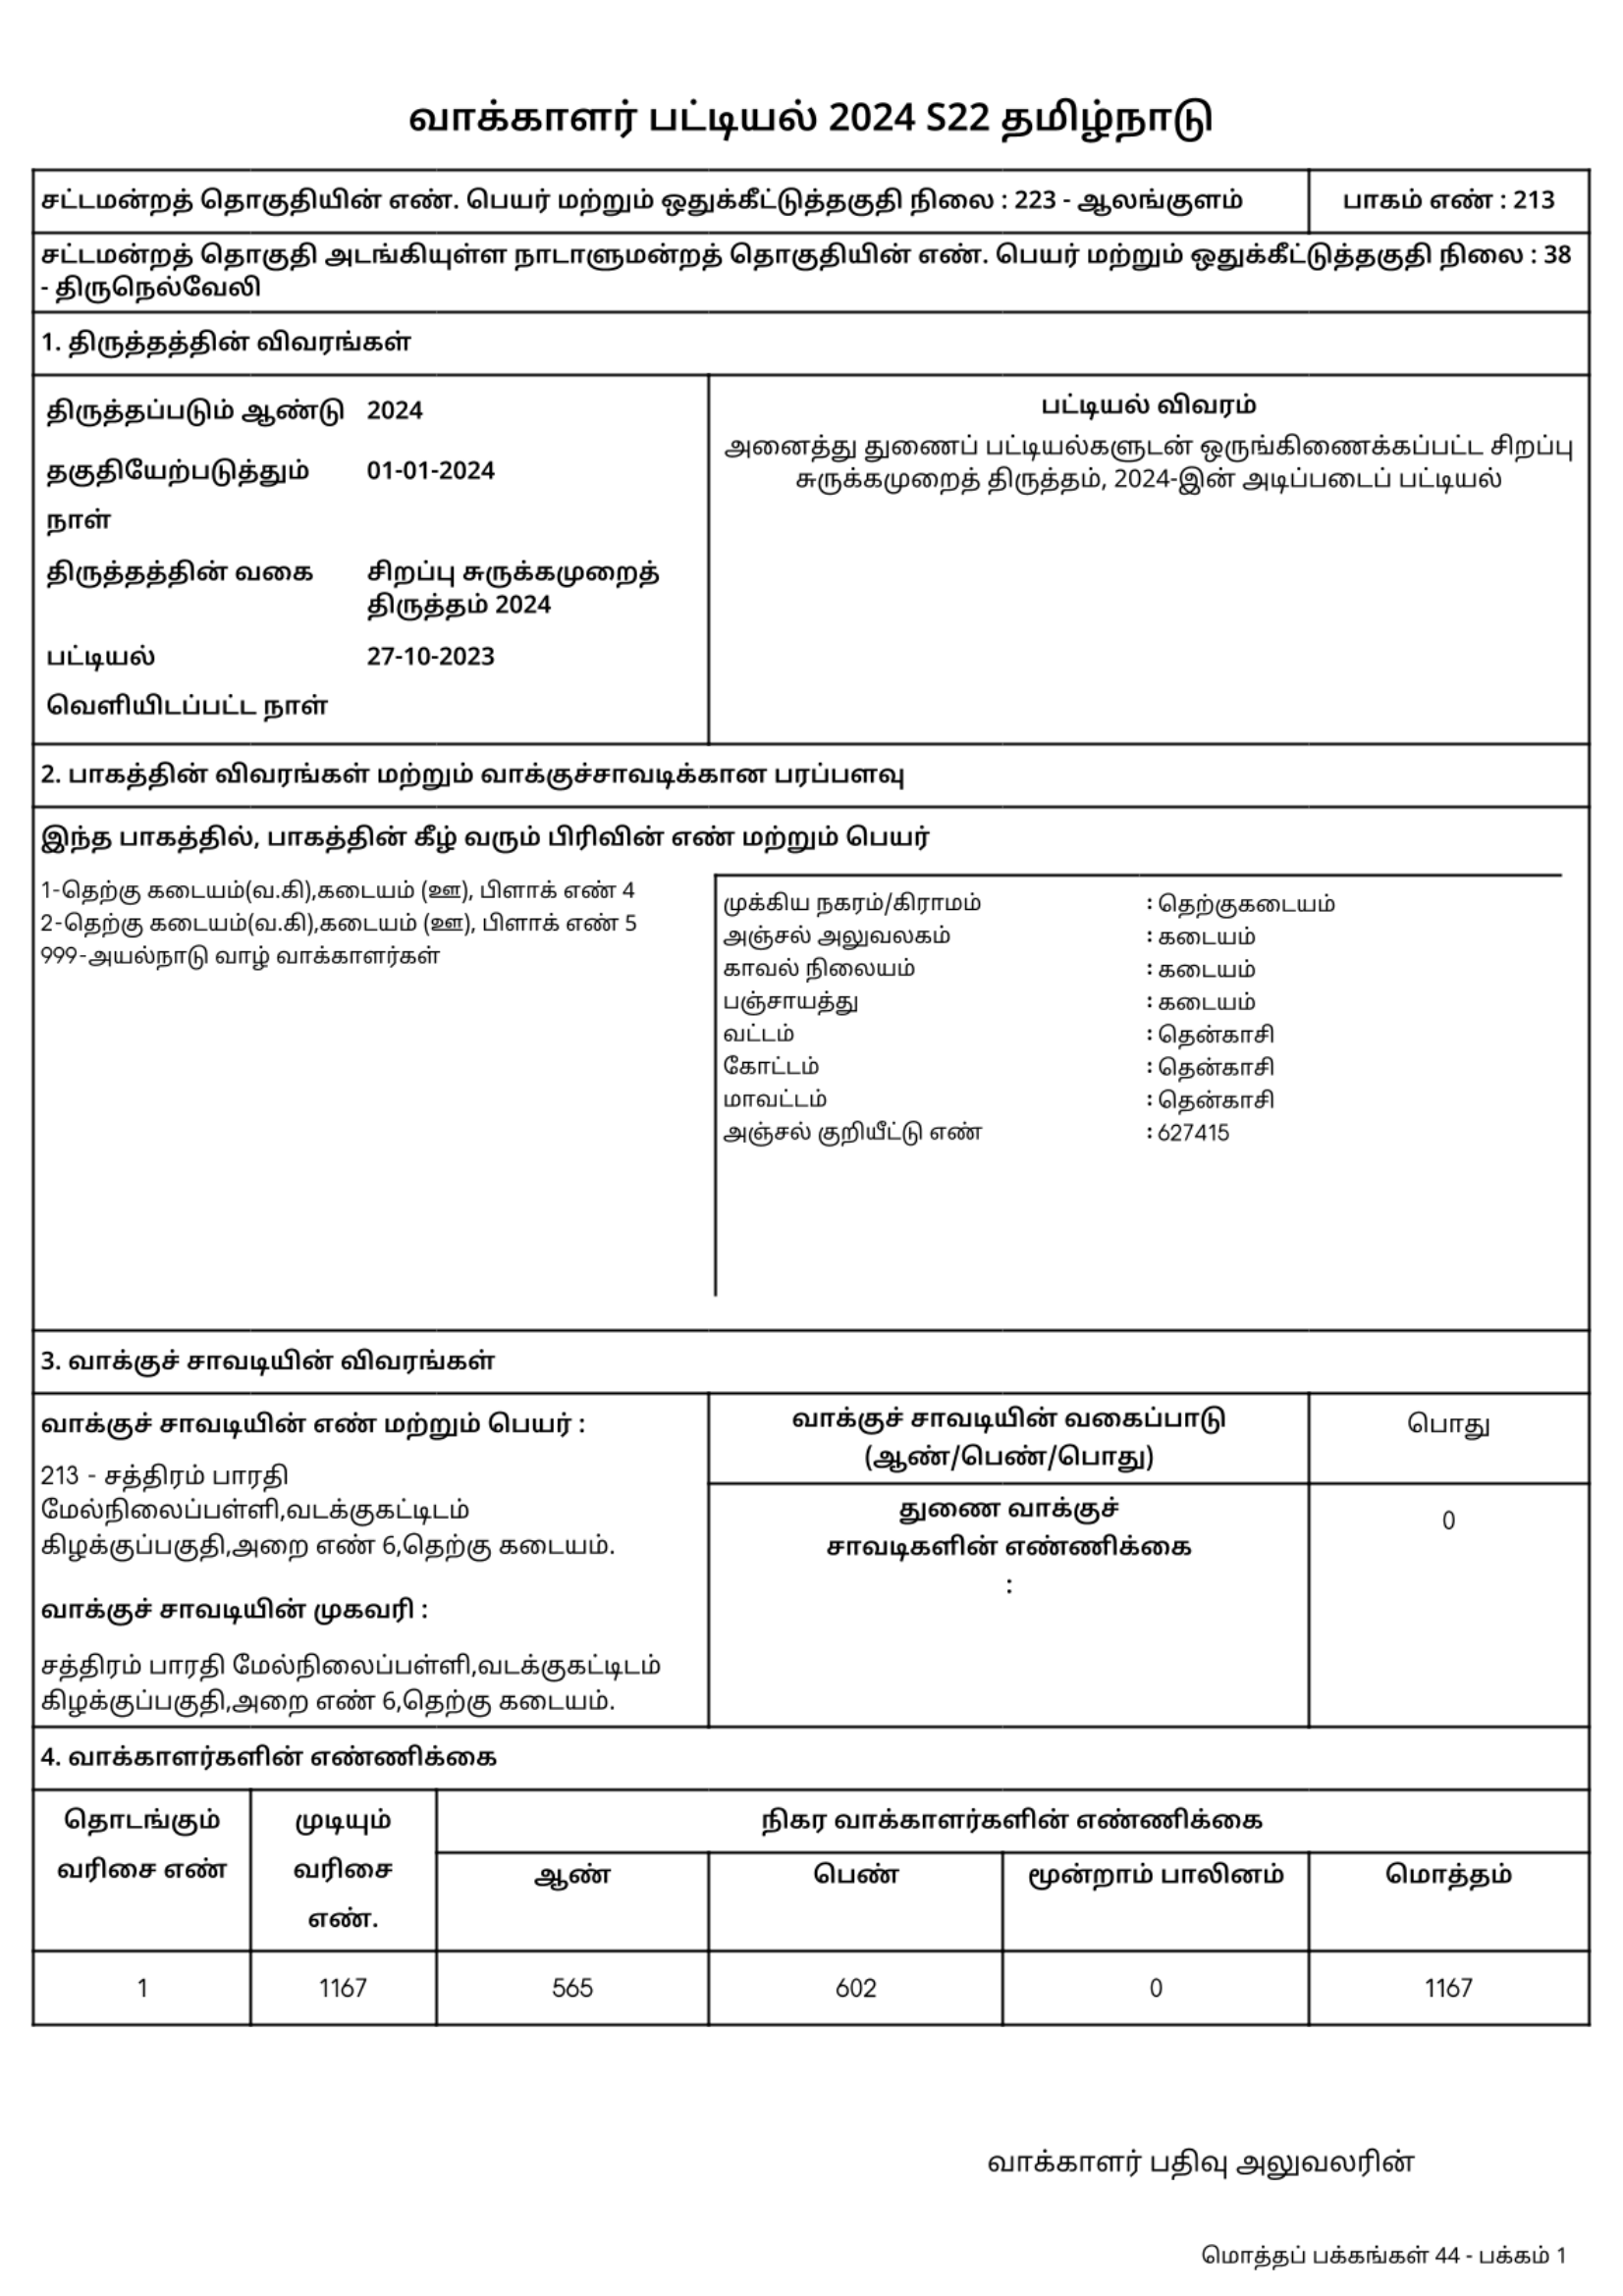 வாக்காளர் பட்டியல் 2024 S22 தமிழ்நாடு
சட்டமன்றத் தொகுதியின் எண். பெயர் மற்றும் ஒதுக்கீட்டுத்தகுதி நிலை : 223 - ஆலங்குளம்
பாகம் எண் : 213
சட்டமன்றத் தொகுதி அடங்கியுள்ள நாடாளுமன்றத் தொகுதியின் எண். பெயர் மற்றும் ஒதுக்கீட்டுத்தகுதி நிலை : 38
- திருநெல்வேலி
1. திருத்தத்தின் விவரங்கள்
திருத்தப்படும் ஆண்டு 2024
தகுதியேற்படுத்தும் 01-01-2024
நாள்
திருத்தத்தின் வகை சிறப்பு சுருக்கமுறைத்
திருத்தம் 2024
பட்டியல் 27-10-2023
வெளியிடப்பட்ட நாள்
பட்டியல் விவரம்
அனைத்து துணைப் பட்டியல்களுடன் ஒருங்கிணைக்கப்பட்ட சிறப்பு
சுருக்கமுறைத் திருத்தம், 2024-இன் அடிப்படைப் பட்டியல்
2. பாகத்தின் விவரங்கள் மற்றும் வாக்குச்சாவடிக்கான பரப்பளவு
இந்த பாகத்தில், பாகத்தின் கீழ் வரும் பிரிவின் எண் மற்றும் பெயர்
1-தெற்கு கடையம்(வ.கி),கடையம் (ஊ), பிளாக் எண் 4
2-தெற்கு கடையம்(வ.கி),கடையம் (ஊ), பிளாக் எண் 5
999-அயல்நாடு வாழ் வாக்காளர்கள்
முக்கிய நகரம்/கிராமம் : தெற்குகடையம்
அஞ்சல் அலுவலகம் : கடையம்
காவல் நிலையம் : கடையம்
பஞ்சாயத்து : கடையம்
வட்டம் : தென்காசி
கோட்டம் : தென்காசி
மாவட்டம் : தென்காசி
அஞ்சல் குறியீட்டு எண் : 627415
3. வாக்குச் சாவடியின் விவரங்கள்
வாக்குச் சாவடியின் எண் மற்றும் பெயர் :
213 - சத்திரம் பாரதி
மேல்நிலைப்பள்ளி,வடக்குகட்டிடம்
கிழக்குப்பகுதி,அறை எண் 6,தெற்கு கடையம்.
வாக்குச் சாவடியின் முகவரி :
சத்திரம் பாரதி மேல்நிலைப்பள்ளி,வடக்குகட்டிடம்
கிழக்குப்பகுதி,அறை எண் 6,தெற்கு கடையம்.
வாக்குச் சாவடியின் வகைப்பாடு
(ஆண்/பெண்/பொது)
பொது
துணை வாக்குச்
சாவடிகளின் எண்ணிக்கை
:
0
4. வாக்காளர்களின் எண்ணிக்கை
தொடங்கும்
வரிசை எண்
முடியும்
வரிசை
எண்.
நிகர வாக்காளர்களின் எண்ணிக்கை
ஆண் பெண் மூன்றாம் பாலினம் மொத்தம்
1 1167 565 602 0 1167
வாக்காளர் பதிவு அலுவலரின்
மொத்தப் பக்கங்கள் 44 - பக்கம் 1